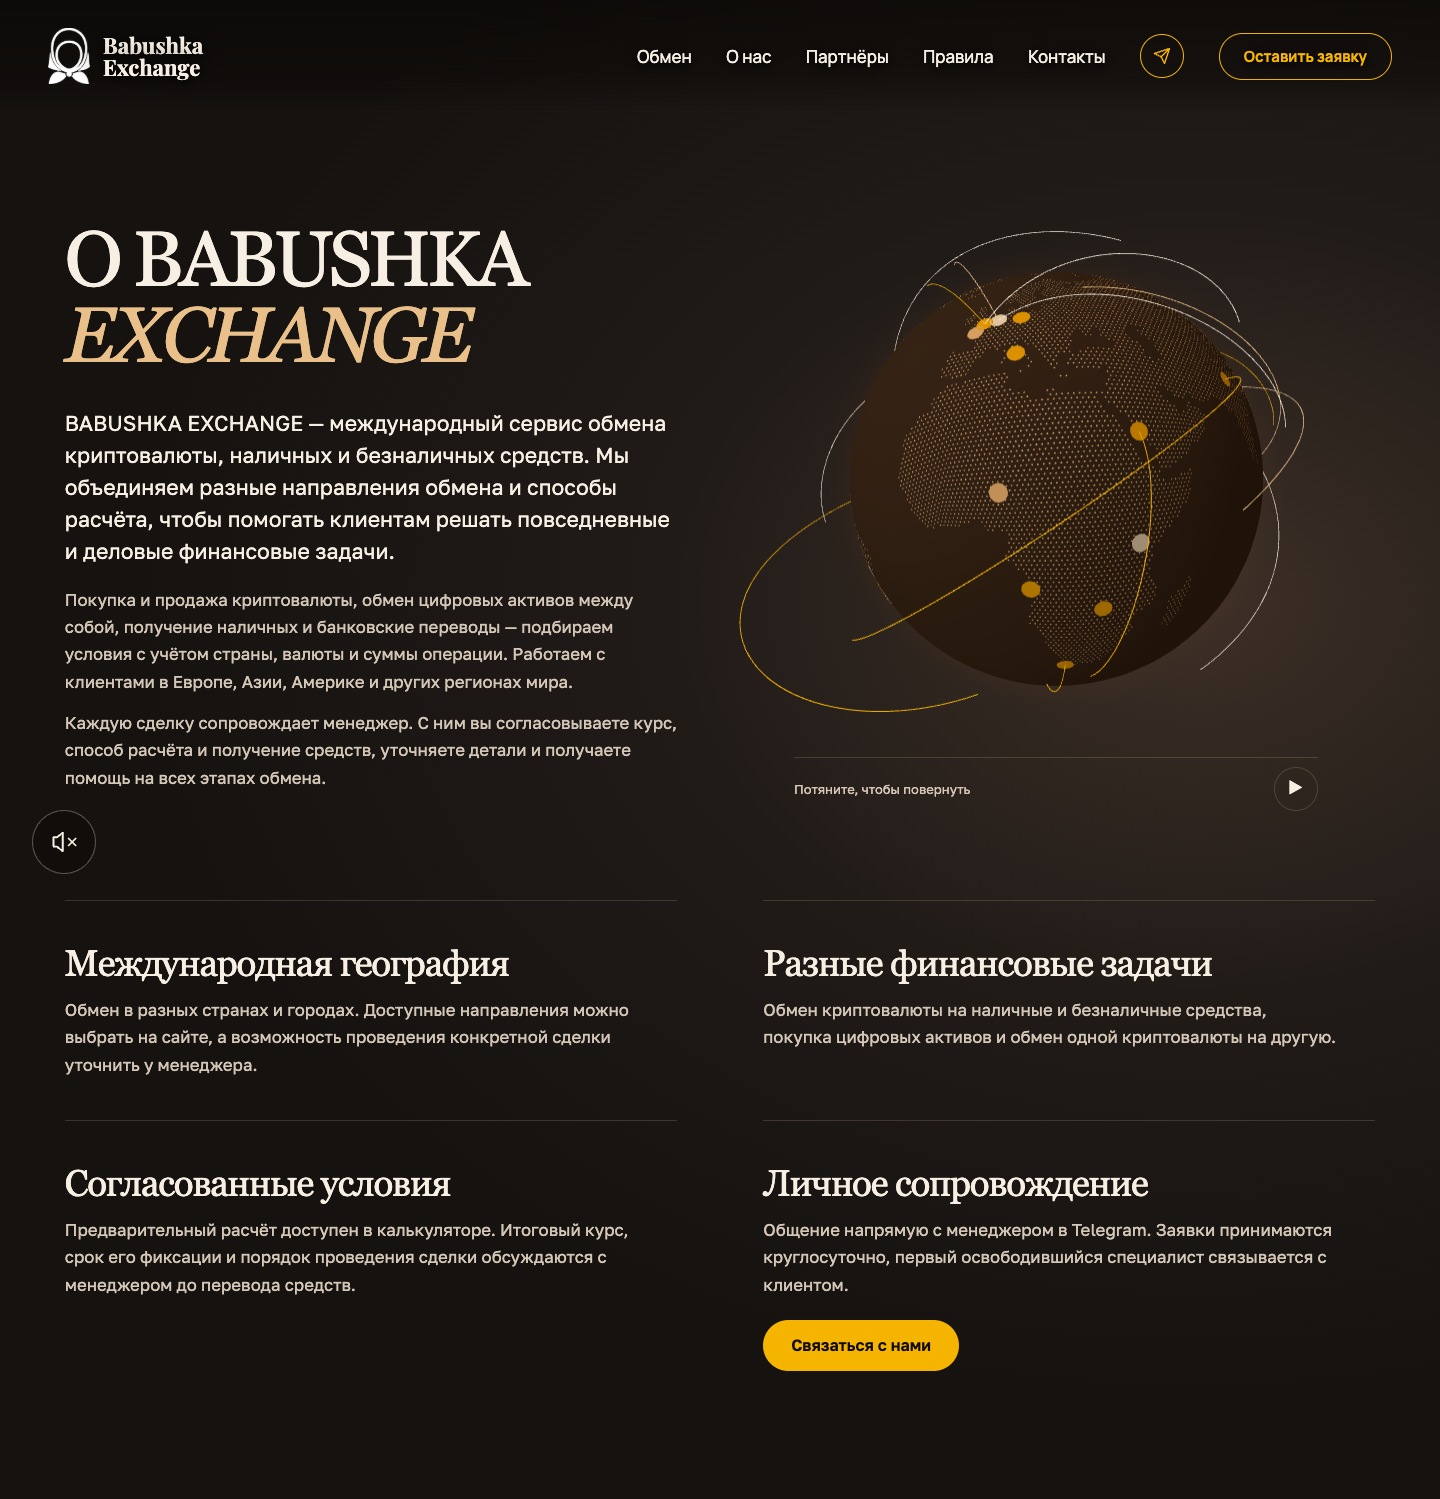 Babushka
Exchange
Обмен
О нас
Партнёры
Правила
Контакты
Оставить заявку
О BABUSHKA
EXCHANGE
BABUSHKA EXCHANGE — международный сервис обмена
криптовалюты, наличных и безналичных средств. Мы
объединяем разные направления обмена и способы
расчёта, чтобы помогать клиентам решать повседневные
и деловые финансовые задачи.
Покупка и продажа криптовалюты, обмен цифровых активов между
собой, получение наличных и банковские переводы — подбираем
условия с учётом страны, валюты и суммы операции. Работаем с
клиентами в Европе, Азии, Америке и других регионах мира.
Каждую сделку сопровождает менеджер. С ним вы согласовываете курс,
способ расчёта и получение средств, уточняете детали и получаете
помощь на всех этапах обмена.
Потяните, чтобы повернуть
Международная география
Обмен в разных странах и городах. Доступные направления можно
выбрать на сайте, а возможность проведения конкретной сделки
уточнить у менеджера.
Разные финансовые задачи
Обмен криптовалюты на наличные и безналичные средства,
покупка цифровых активов и обмен одной криптовалюты на другую.
Согласованные условия
Предварительный расчёт доступен в калькуляторе. Итоговый курс,
срок его фиксации и порядок проведения сделки обсуждаются с
менеджером до перевода средств.
Личное сопровождение
Общение напрямую с менеджером в Telegram. Заявки принимаются
круглосуточно, первый освободившийся специалист связывается с
клиентом.
Связаться с нами